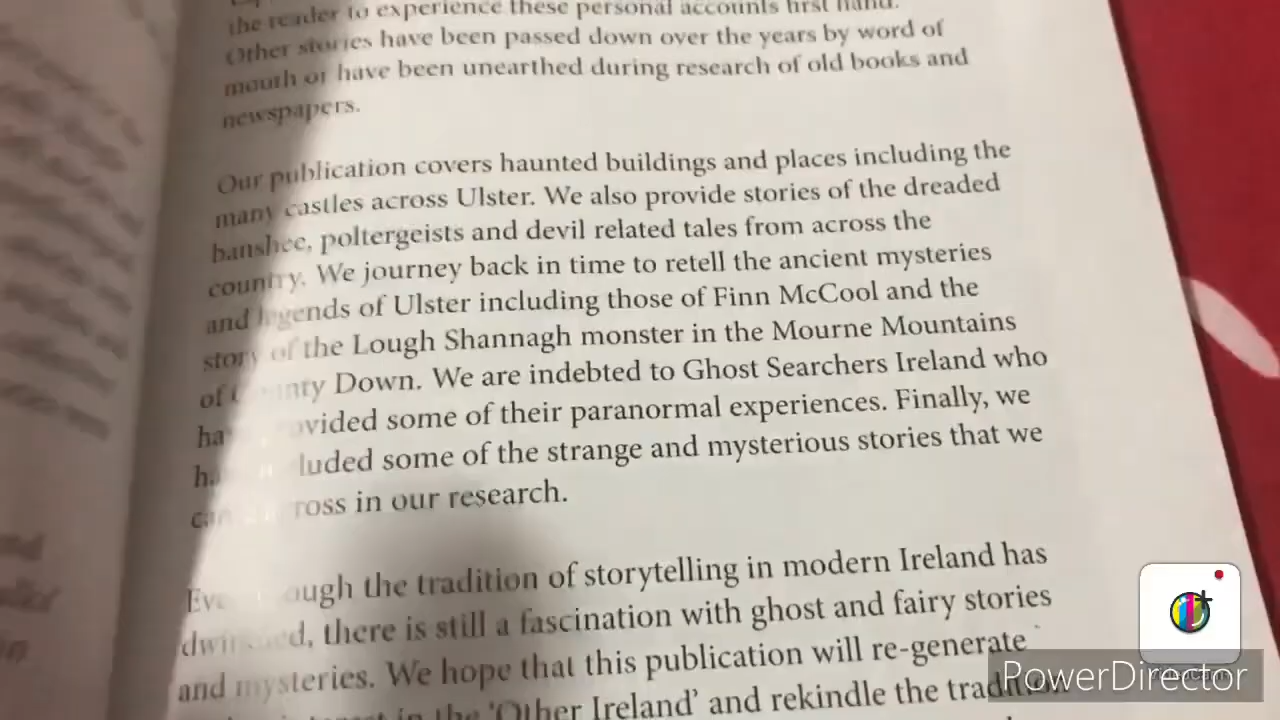 the reader to experience these personal accounts first hand.
Other stories have been passed down over the years by word of
mouth or have been unearthed during research of old books and
newspapers.
Our publication covers haunted buildings and places including the
many castles across Ulster. We also provide stories of the dreaded
banshee, poltergeists and devil related tales from across the
country. We journey back in time to retell the ancient mysteries
and legends of Ulster including those of Finn McCool and the
story of the Lough Shannagh monster in the Mourne Mountains
of County Down. We are indebted to Ghost Searchers Ireland who
have provided some of their paranormal experiences. Finally, we
have included some of the strange and mysterious stories that we
came across in our research.
Even though the tradition of storytelling in modern Ireland has
dwindled, there is still a fascination with ghost and fairy stories
and mysteries. We hope that this publication will re-generate
interest in the 'Other Ireland' and rekindle the tradition
PowerDirector